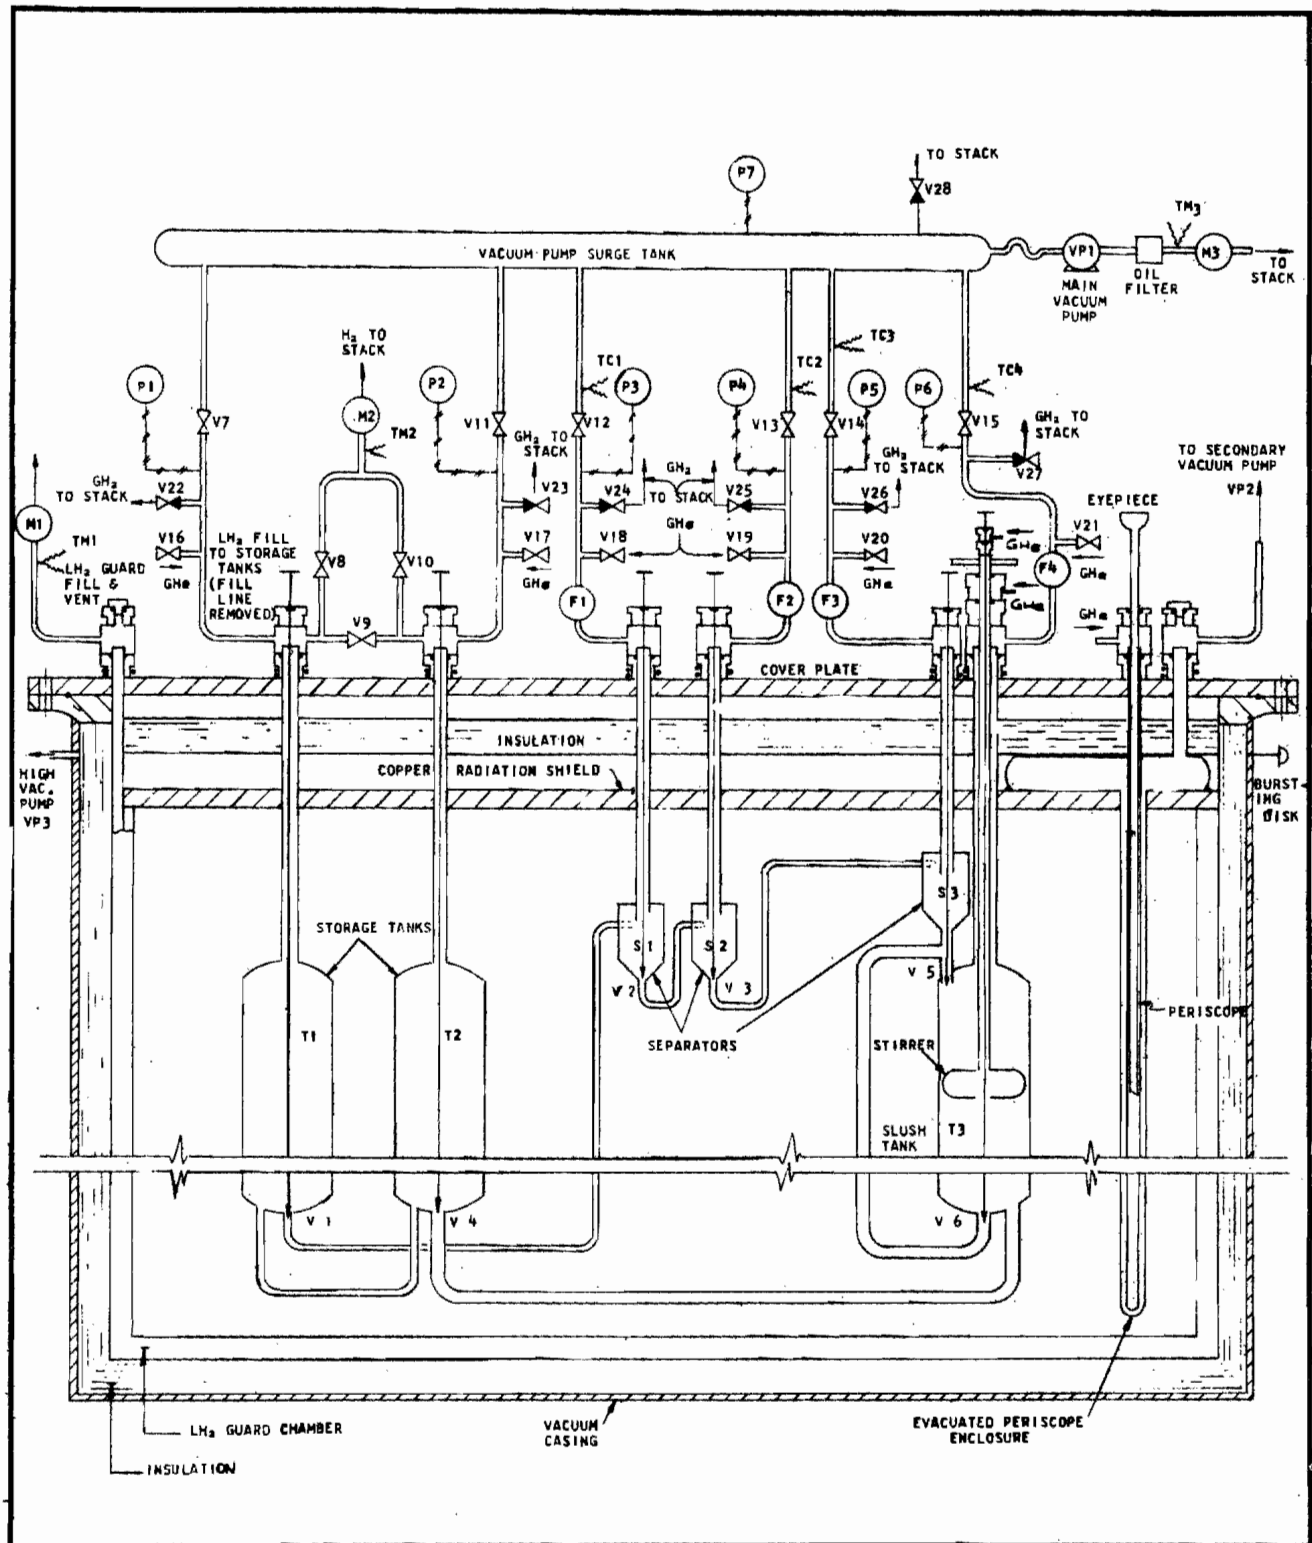 TO STACK
P7
V28
TM3
VACUUM PUMP SURGE TANK
VP1
M3
TO
STACK
OIL
FILTER
MAIN
VACUUM
PUMP
H2 TO
STACK
TC3
TC1
TC2
TC4
P1
P2
P3
P4
P5
P6
M2
V7
TM2
V11
V12
V13
V14
V15
GH2 TO
STACK
GH2 TO
STACK
GH2
TO STACK
GH2
TO STACK
GH2
TO STACK
TO SECONDARY
VACUUM PUMP
VP2
V22
V23
V24
V25
V26
V27
EYEPIECE
M1
TM1
V16
GHe
LH2 FILL
TO STORAGE
TANKS
(FILL
LINE
REMOVED)
V8
V10
V17
GHe
V18
GHe
V19
V20
GHe
GHe
GHe
V21
GHe
GHe
F4
LH2 GUARD
FILL &
VENT
V9
F1
F2
F3
COVER PLATE
INSULATION
COPPER RADIATION SHIELD
HIGH
VAC.
PUMP
VP3
BURST-
ING
DISK
STORAGE TANKS
S1
S2
S3
V2
V3
V5
T1
T2
SEPARATORS
PERISCOPE
STIRRER
SLUSH
TANK
T3
V1
V4
V6
LH2 GUARD CHAMBER
VACUUM
CASING
EVACUATED PERISCOPE
ENCLOSURE
INSULATION